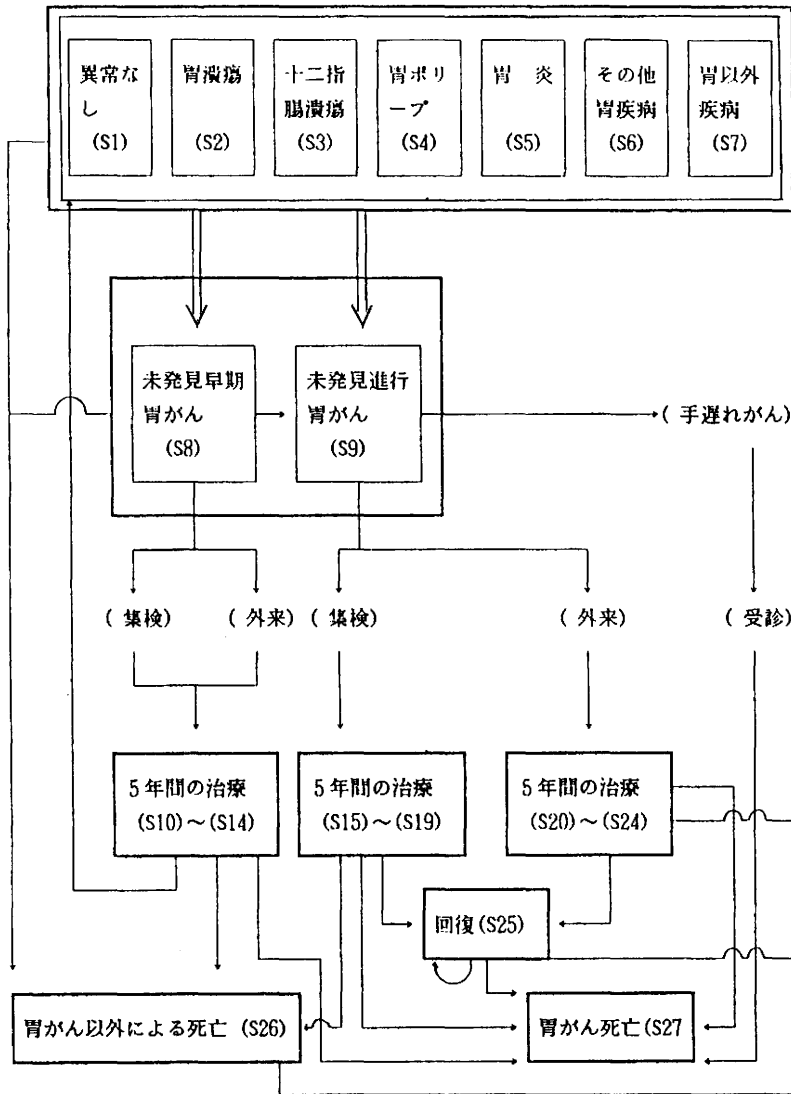 異常な
し
(S1)
胃潰瘍
(S2)
十二指
腸潰瘍
(S3)
胃ポリ
ープ
(S4)
胃 炎
(S5)
その他
胃疾病
(S6)
胃以外
疾病
(S7)
未発見早期
胃がん
(S8)
未発見進行
胃がん
(S9)
( 手遅れがん)
( 集検)
( 外来)
( 集検)
( 外来)
( 受診)
5年間の治療
(S10)～(S14)
5年間の治療
(S15)～(S19)
5年間の治療
(S20)～(S24)
回復(S25)
胃がん以外による死亡 (S26)
胃がん死亡(S27